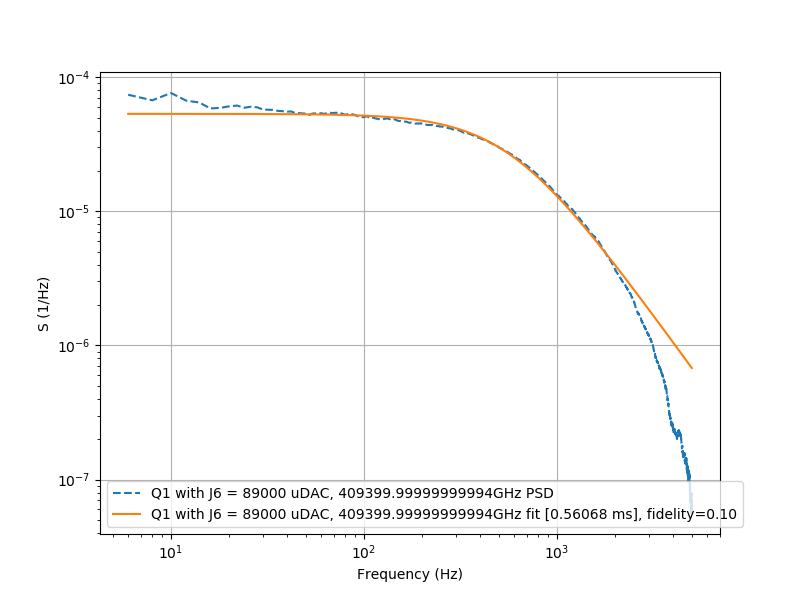 10⁻⁴
10⁻⁵
10⁻⁶
10⁻⁷
S (1/Hz)
Q1 with J6 = 89000 uDAC, 409399.99999999994GHz PSD
Q1 with J6 = 89000 uDAC, 409399.99999999994GHz fit [0.56068 ms], fidelity=0.10
10¹ 10² 10³
Frequency (Hz)